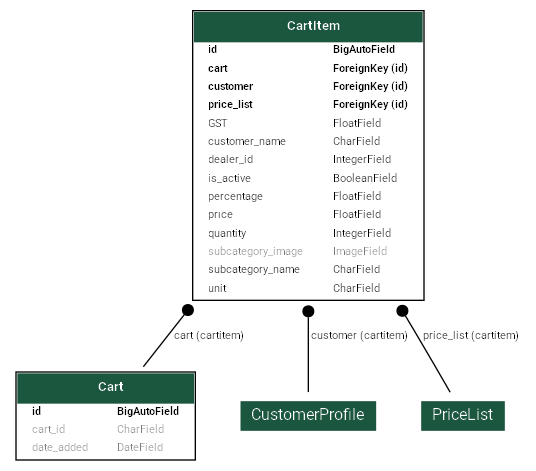 CartItem
id BigAutoField
cart ForeignKey (id)
customer ForeignKey (id)
price_list ForeignKey (id)
GST FloatField
customer_name CharField
dealer_id IntegerField
is_active BooleanField
percentage FloatField
price FloatField
quantity IntegerField
subcategory_image ImageField
subcategory_name CharField
unit CharField
cart (cartitem) customer (cartitem) price_list (cartitem)
Cart
id BigAutoField
cart_id CharField
date_added DateField
CustomerProfile PriceList